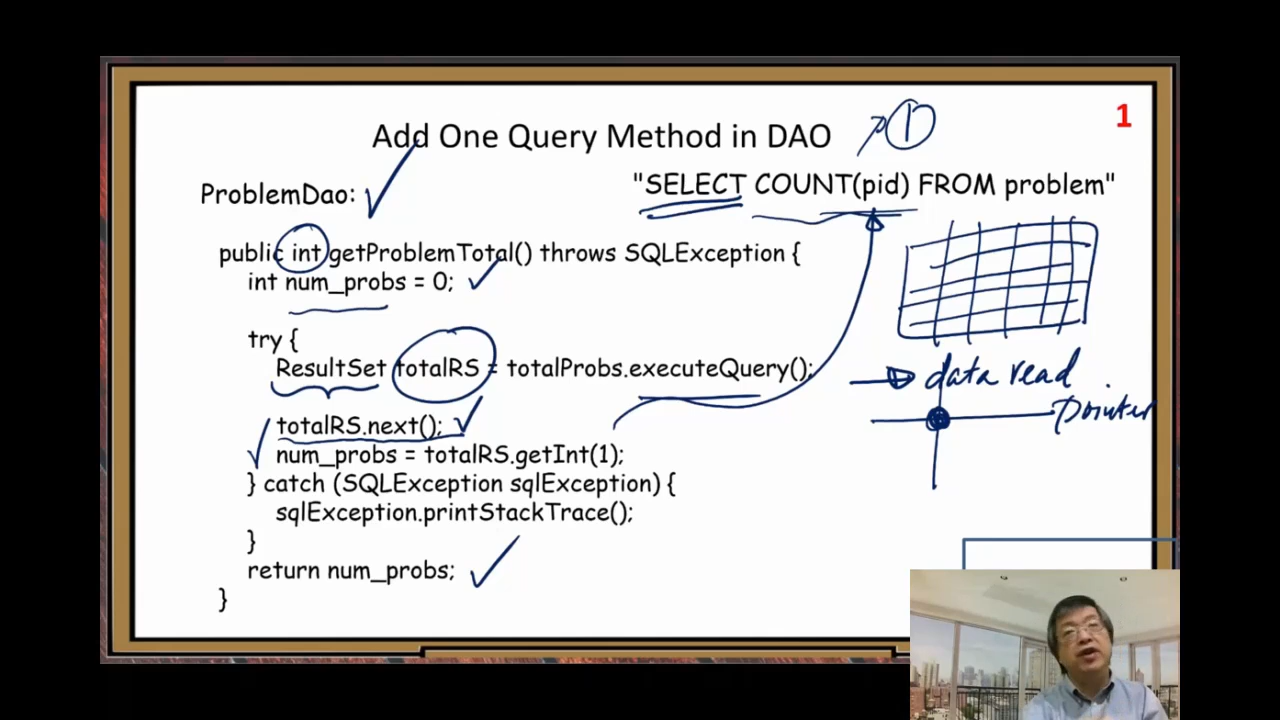 1
Add One Query Method in DAO
1
ProblemDao:
"SELECT COUNT(pid) FROM problem"
public int getProblemTotal() throws SQLException {
int num_probs = 0;
try {
ResultSet totalRS = totalProbs.executeQuery();
data read
pointer
totalRS.next();
num_probs = totalRS.getInt(1);
} catch (SQLException sqlException) {
sqlException.printStackTrace();
}
return num_probs;
}